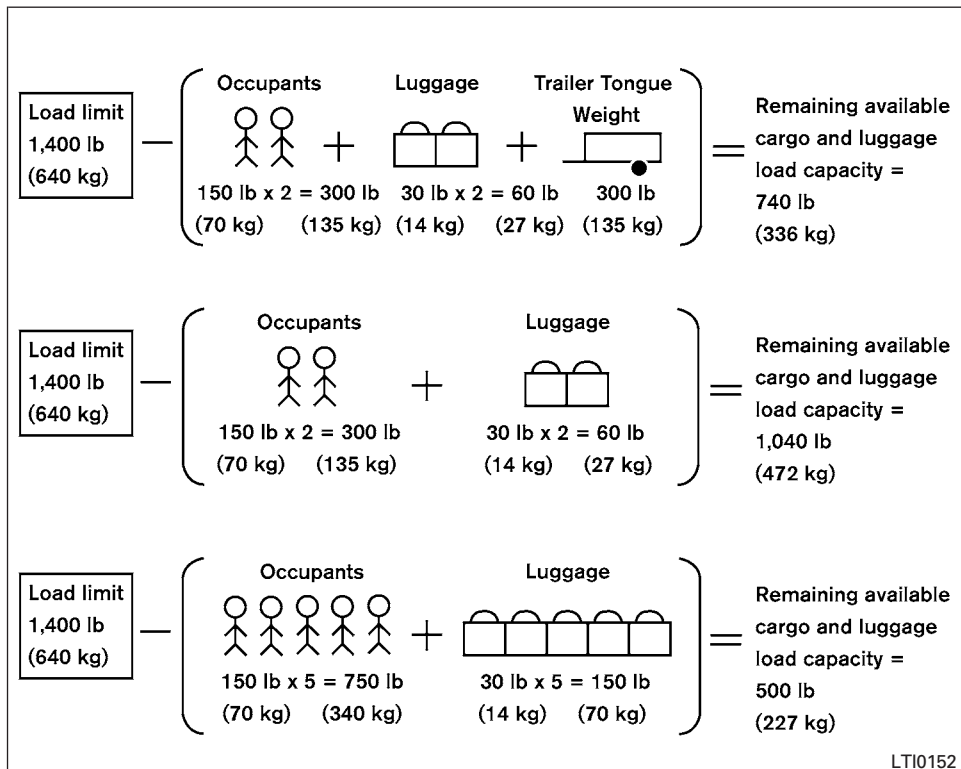 Occupants Luggage Trailer Tongue
Weight
Load limit
1,400 lb
(640 kg)
− ( + + ) =
150 lb x 2 = 300 lb 30 lb x 2 = 60 lb 300 lb
(70 kg) (135 kg) (14 kg) (27 kg) (135 kg)
Remaining available
cargo and luggage
load capacity =
740 lb
(336 kg)
Occupants Luggage
Load limit
1,400 lb
(640 kg)
− ( + ) =
150 lb x 2 = 300 lb 30 lb x 2 = 60 lb
(70 kg) (135 kg) (14 kg) (27 kg)
Remaining available
cargo and luggage
load capacity =
1,040 lb
(472 kg)
Occupants Luggage
Load limit
1,400 lb
(640 kg)
− ( + ) =
150 lb x 5 = 750 lb 30 lb x 5 = 150 lb
(70 kg) (340 kg) (14 kg) (70 kg)
Remaining available
cargo and luggage
load capacity =
500 lb
(227 kg)
LTI0152